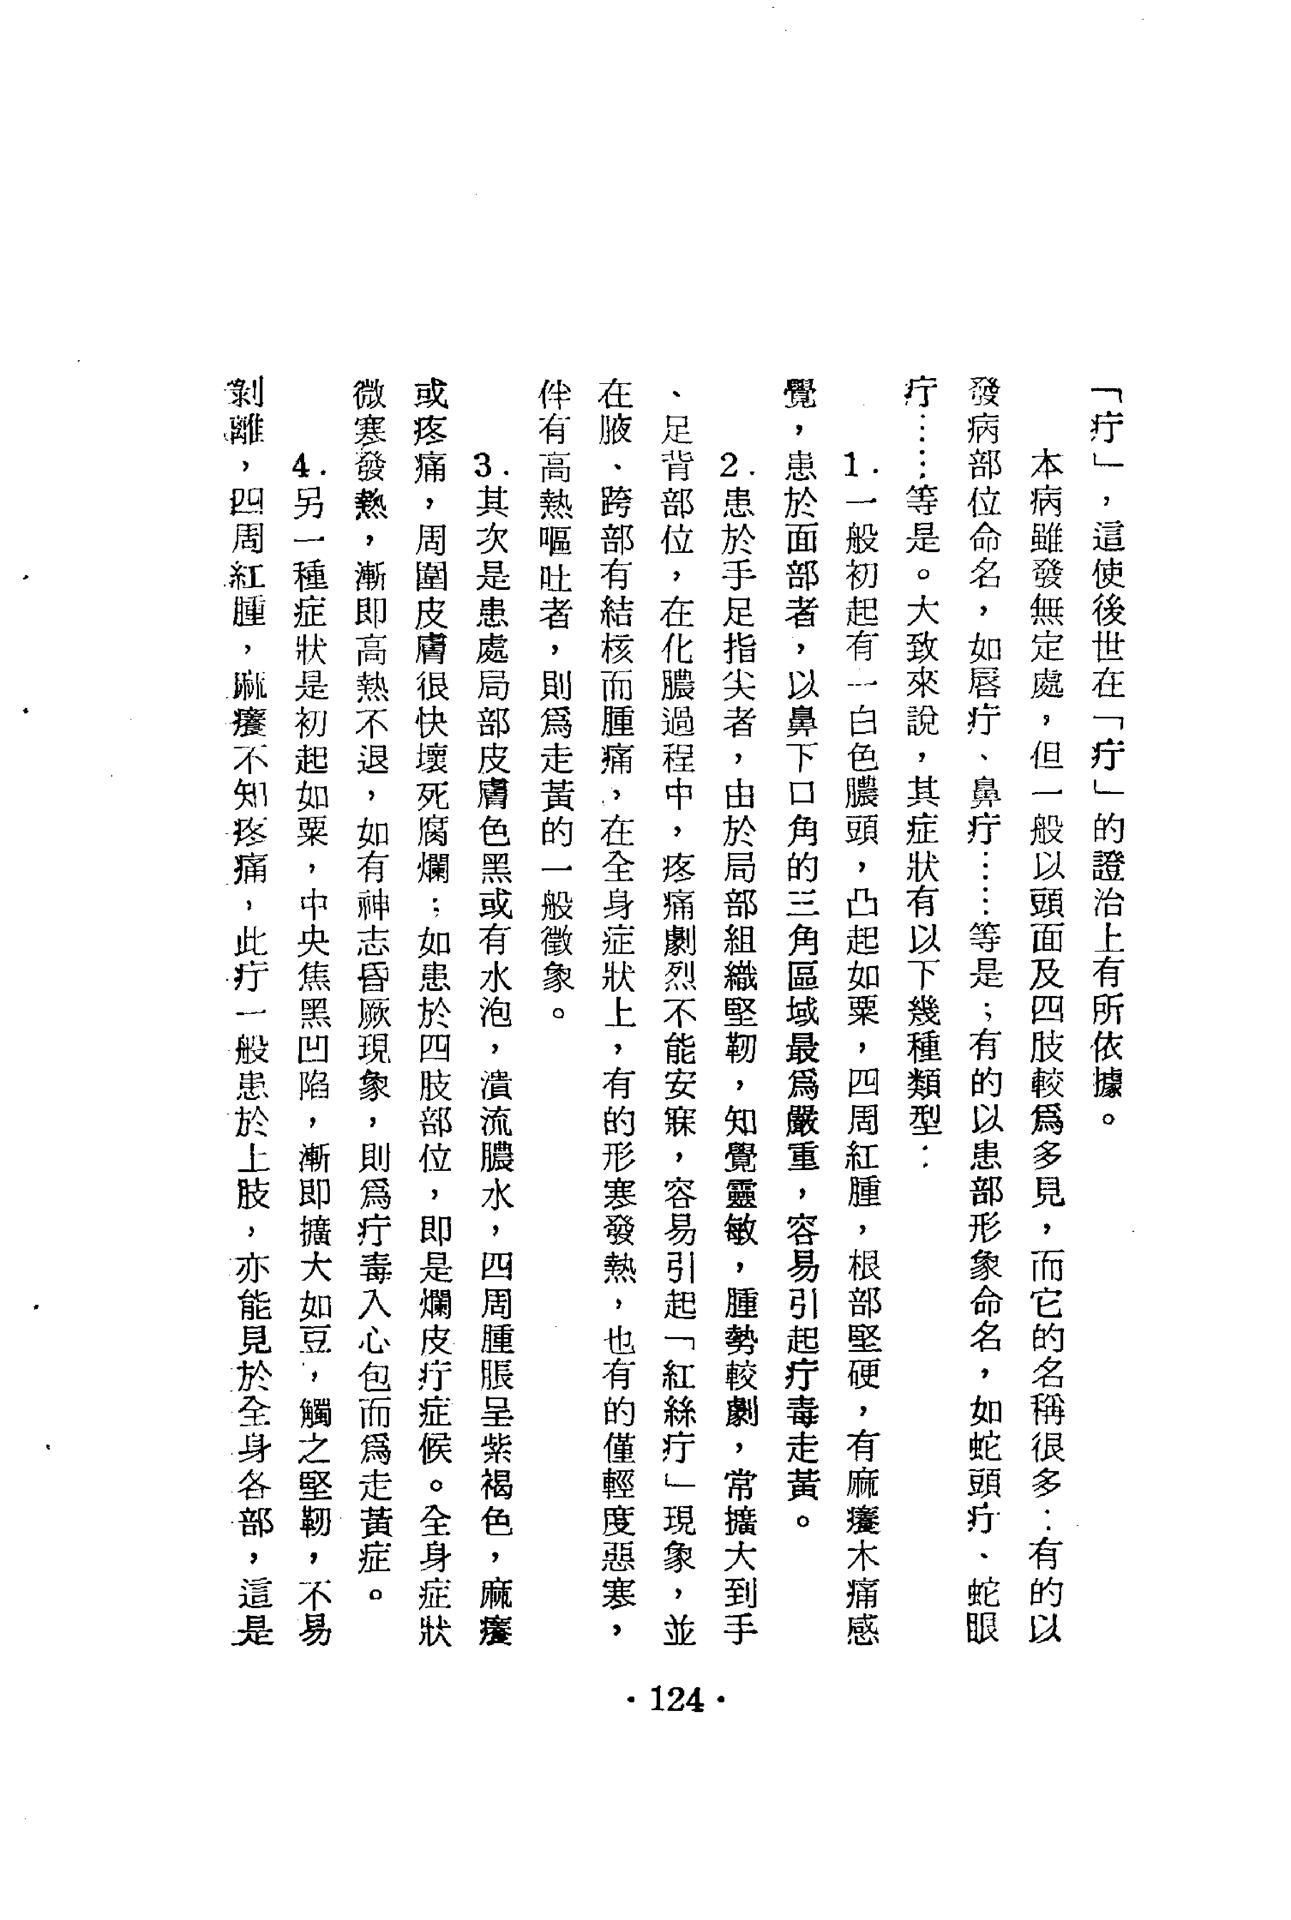 「疔」，這使後世在「疔」的證治上有所依據。
本病雖發無定處，但一般以頭面及四肢較爲多見，而它的名稱很多：有的以
發病部位命名，如唇疔、鼻疔……等是；有的以患部形象命名，如蛇頭疔、蛇眼
疔……等是。大致來說，其症狀有以下幾種類型：
1．一般初起有一白色膿頭，凸起如粟，四周紅腫，根部堅硬，有麻癢木痛感
覺，患於面部者，以鼻下口角的三角區域最爲嚴重，容易引起疔毒走黃。
2．患於手足指尖者，由於局部組織堅韌，知覺靈敏，腫勢較劇，常擴大到手
、足背部位，在化膿過程中，疼痛劇烈不能安寐，容易引起「紅絲疔」現象，並
在腋、跨部有結核而腫痛，在全身症狀上，有的形寒發熱，也有的僅輕度惡寒，
伴有高熱嘔吐者，則爲走黃的一般徵象。
3．其次是患處局部皮膚色黑或有水泡，潰流膿水，四周腫脹呈紫褐色，麻癢
或疼痛，周圍皮膚很快壞死腐爛；如患於四肢部位，即是爛皮疔症候。全身症狀
微寒發熱，漸即高熱不退，如有神志昏厥現象，則爲疔毒入心包而爲走黃症。
4．另一種症狀是初起如粟，中央焦黑凹陷，漸即擴大如豆，觸之堅韌，不易
剝離，四周紅腫，麻癢不知疼痛，此疔一般患於上肢，亦能見於全身各部，這是
·124·